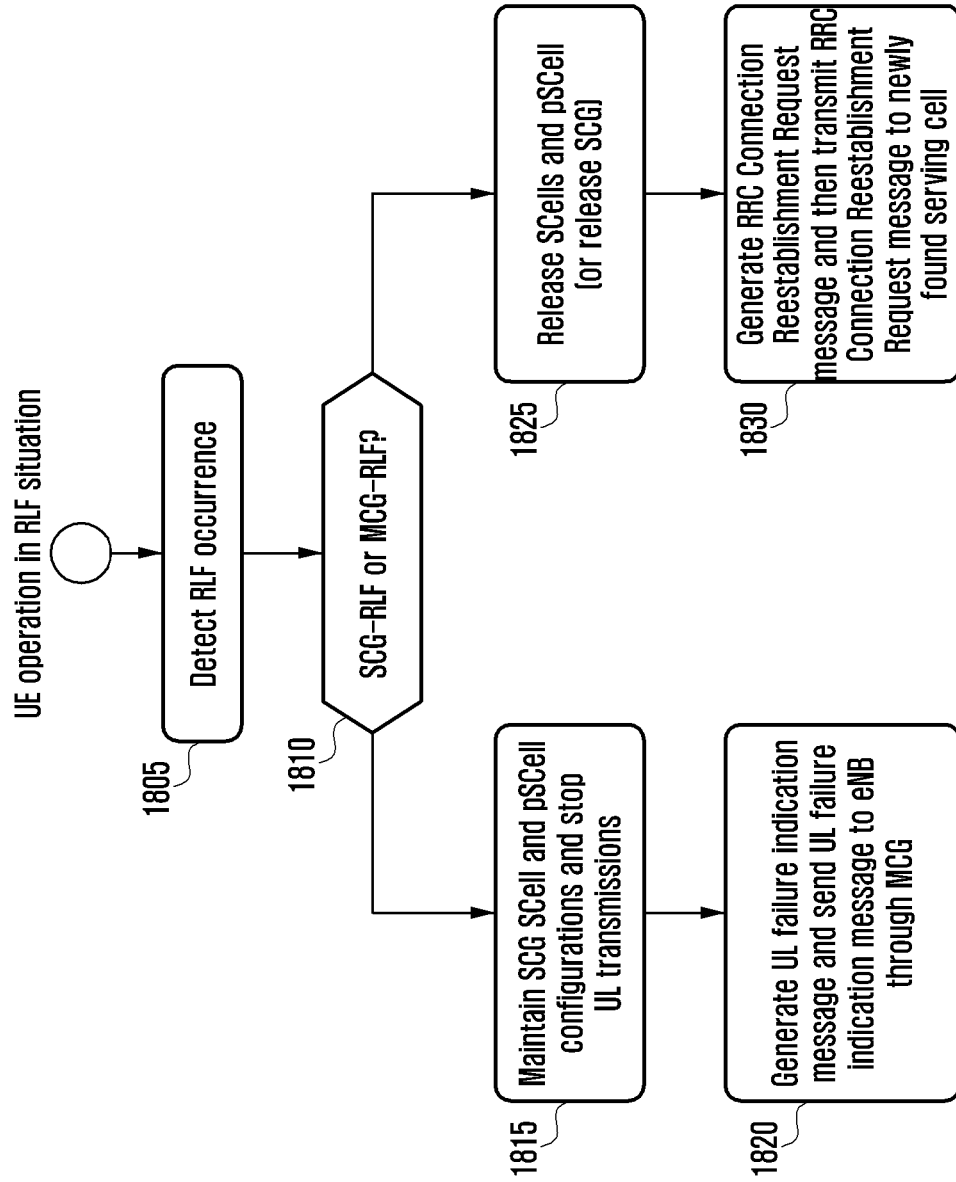 UE operation in RLF situation
1805
Detect RLF occurrence
1810
SCG-RLF or MCG-RLF?
1815
Maintain SCG SCell and pSCell
configurations and stop
UL transmissions
1820
Generate UL failure indication
message and send UL failure
indication message to eNB
through MCG
1825
Release SCells and pSCell
(or release SCG)
1830
Generate RRC Connection
Reestablishment Request
message and then transmit RRC
Connection Reestablishment
Request message to newly
found serving cell